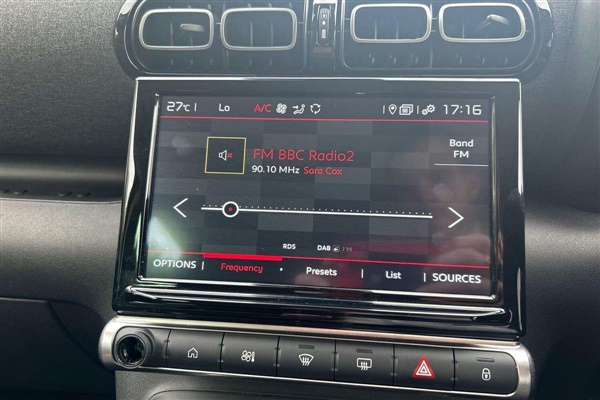 27°C Lo A/C 17:16
FM BBC Radio2
90.10 MHz Sara Cox
Band
FM
RDS DAB FM
OPTIONS Frequency Presets List SOURCES